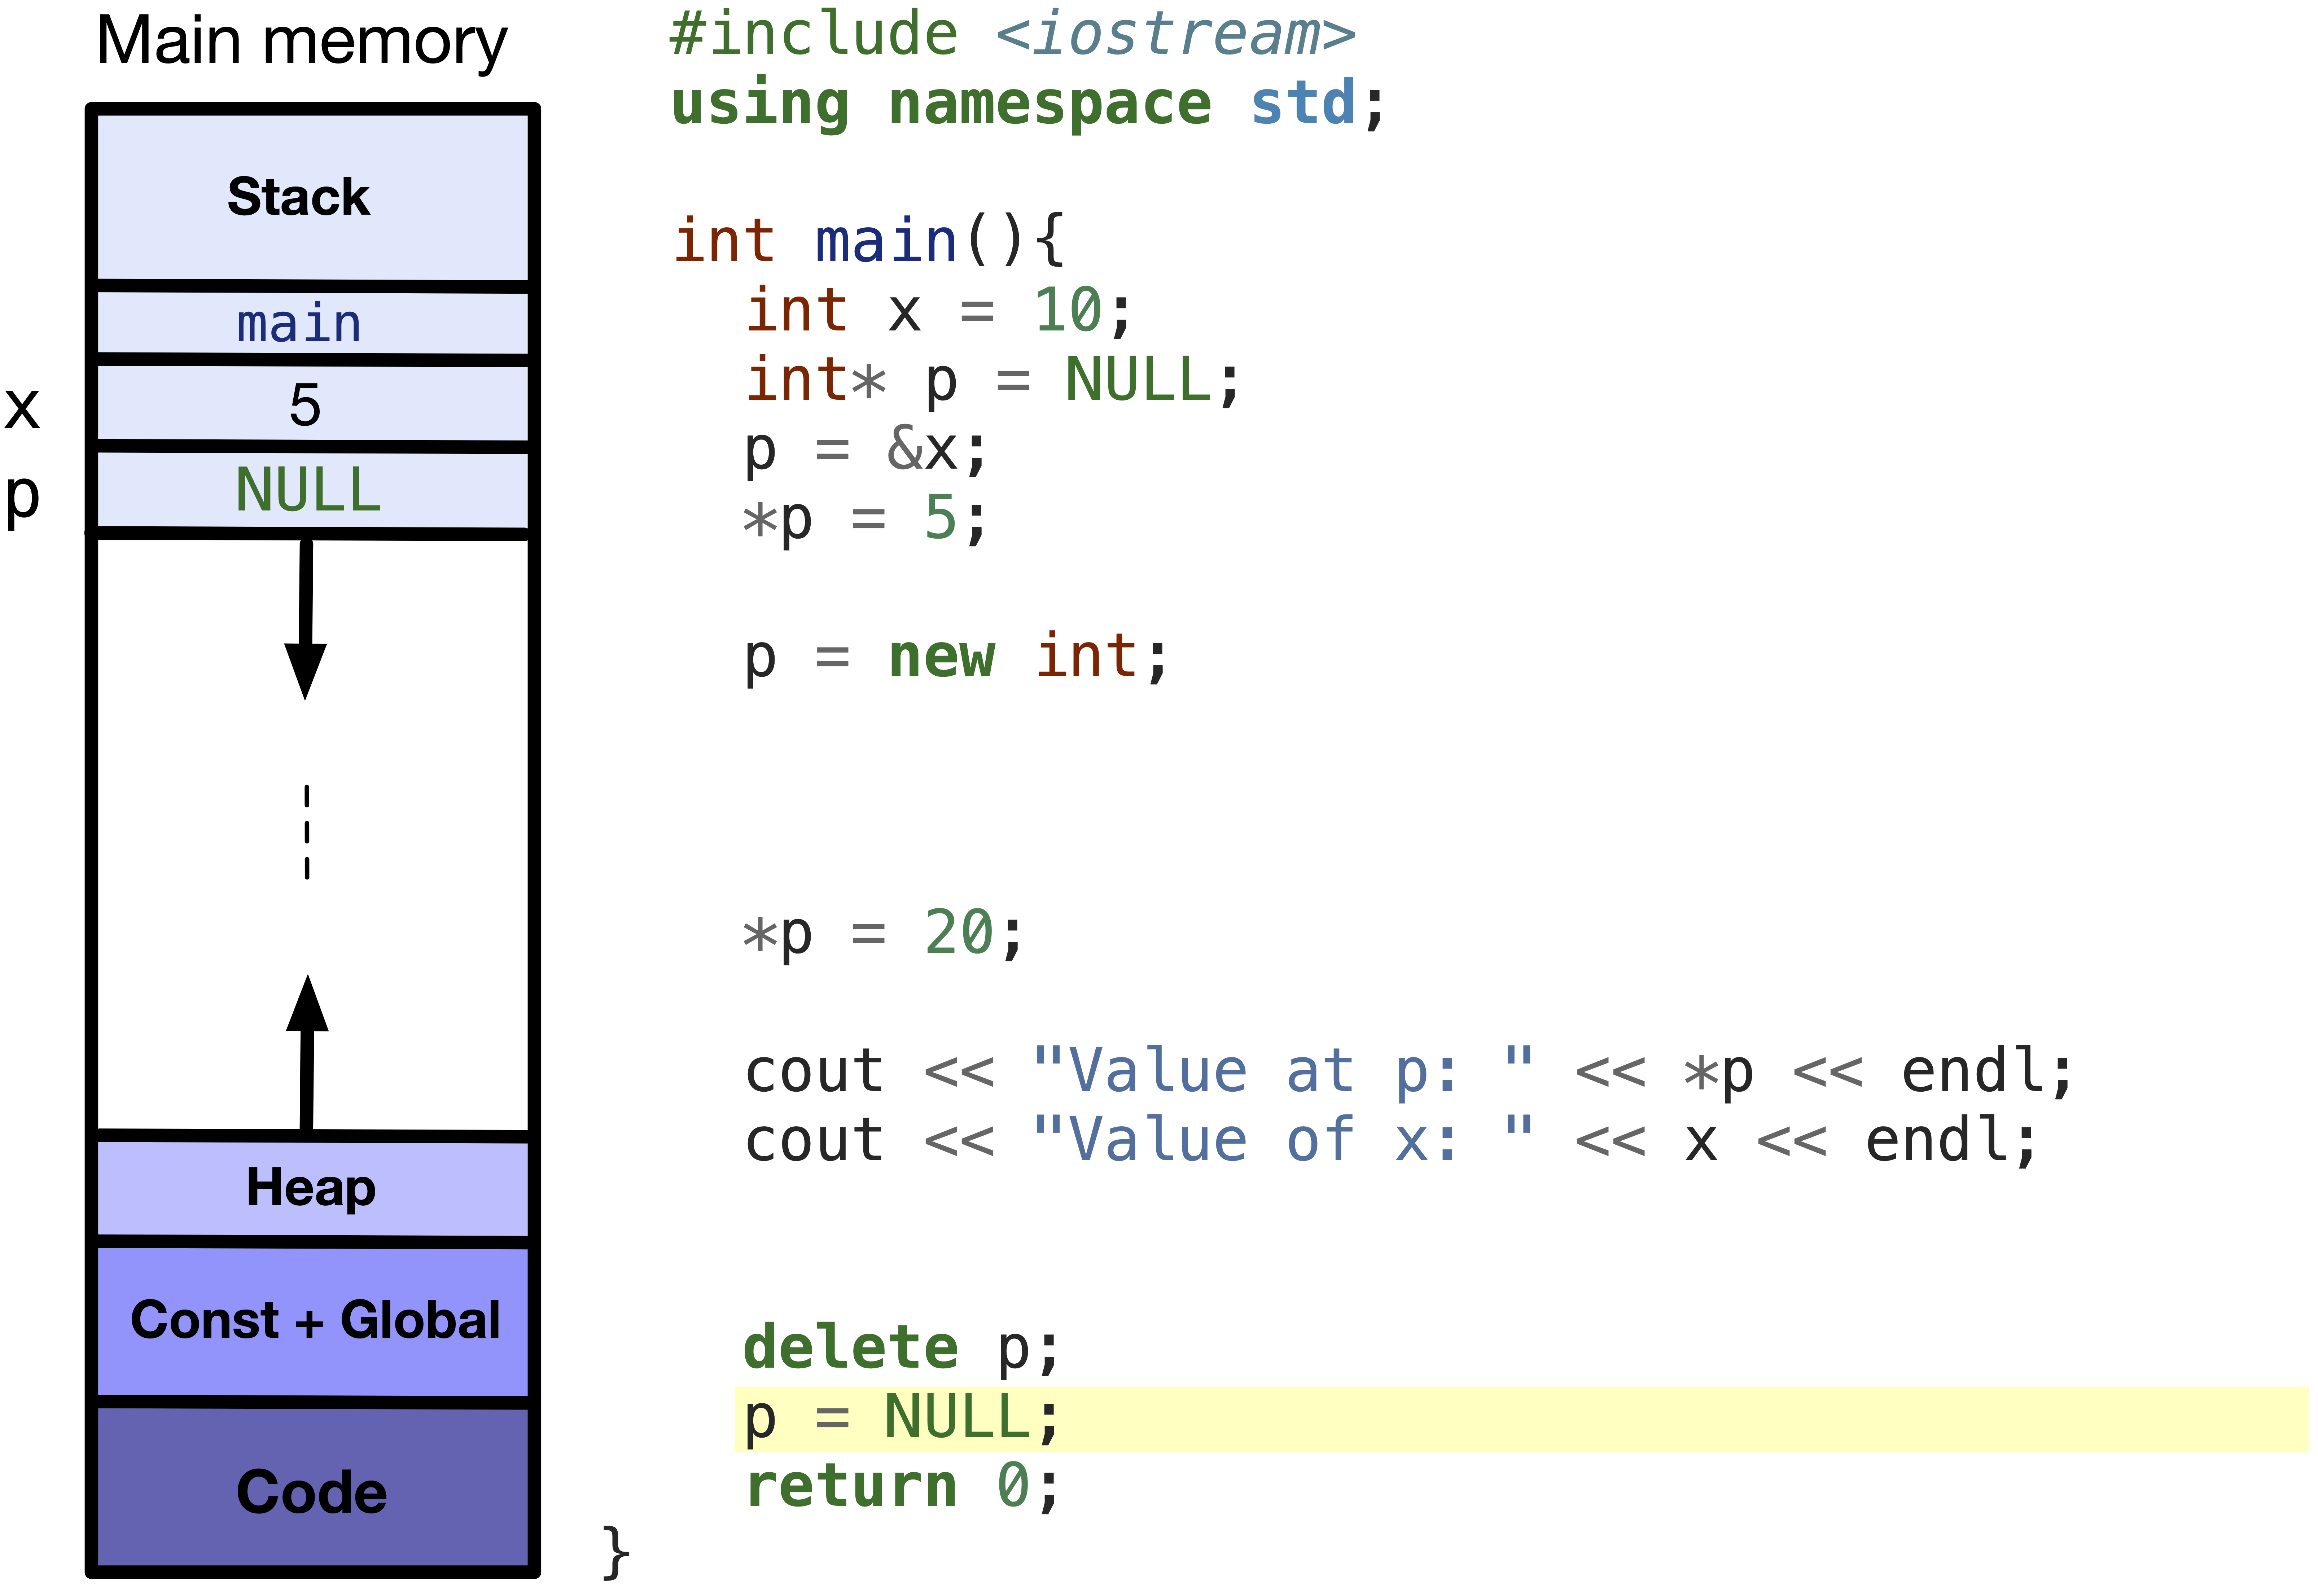 Main memory
Stack
main
x
5
p
NULL
Heap
Const + Global
Code
#include <iostream>
using namespace std;
int main(){
int x = 10;
int* p = NULL;
p = &x;
*p = 5;
p = new int;
*p = 20;
cout << "Value at p: " << *p << endl;
cout << "Value of x: " << x << endl;
delete p;
p = NULL;
return 0;
}